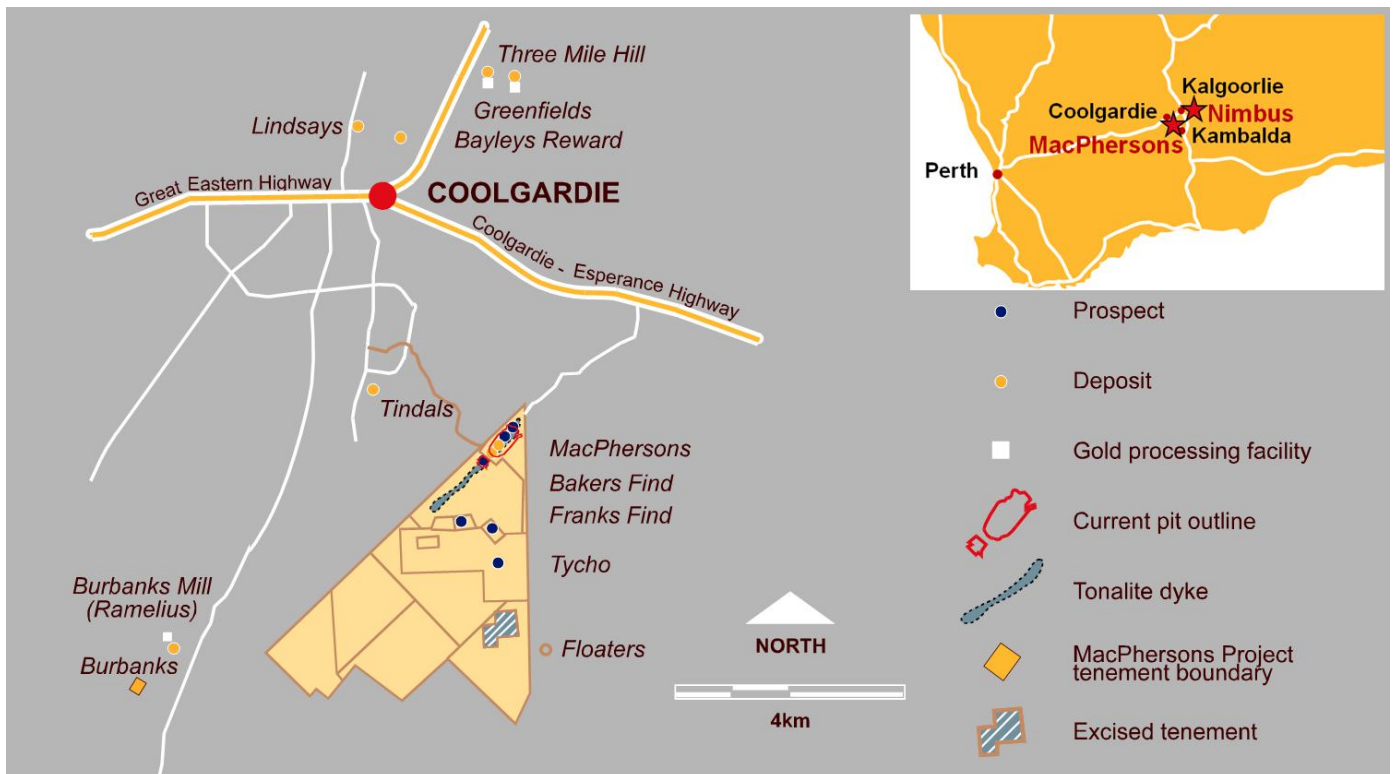 Three Mile Hill
Greenfields
Bayleys Reward
Lindsays
Great Eastern Highway
COOLGARDIE
Coolgardie - Esperance Highway
Tindals
MacPhersons
Bakers Find
Franks Find
Tycho
Burbanks Mill
(Ramelius)
Burbanks
Floaters
NORTH
4km
Kalgoorlie
Coolgardie
Nimbus
MacPhersons
Kambalda
Perth
Prospect
Deposit
Gold processing facility
Current pit outline
Tonalite dyke
MacPhersons Project
tenement boundary
Excised tenement